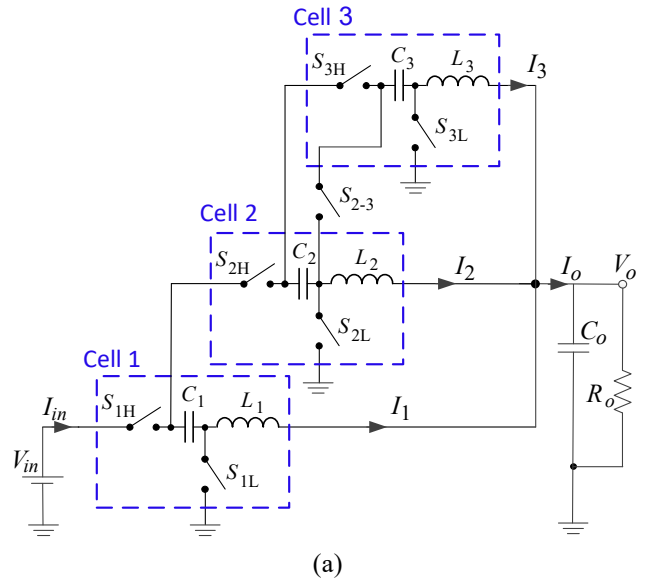 Cell 3
S3H
C3
L3
I3
S3L
S2-3
Cell 2
S2H
C2
L2
I2
Io
Vo
S2L
Co
Ro
Cell 1
Iin
S1H
C1
L1
I1
Vin
S1L
(a)